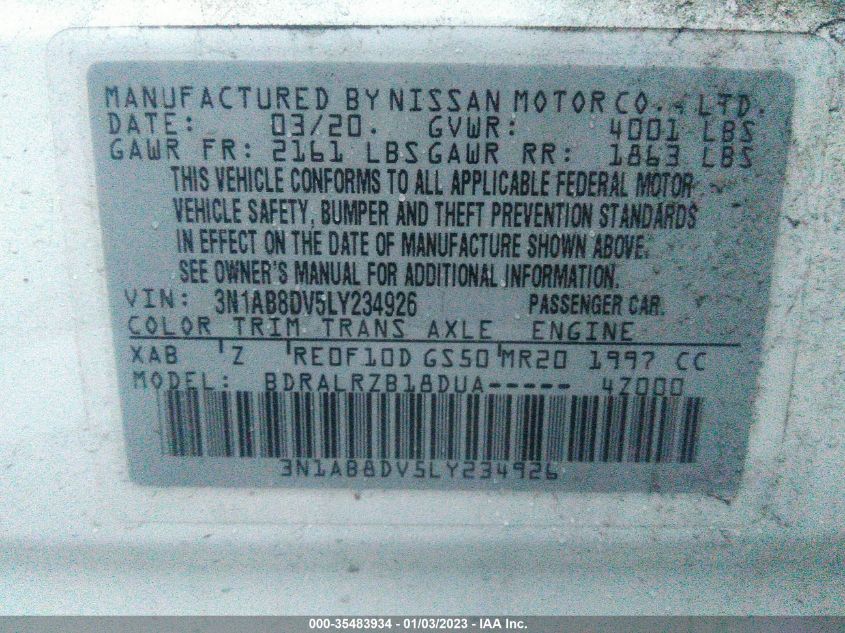 MANUFACTURED BY NISSAN MOTOR CO., LTD.
DATE: 03/20. GVWR: 4001 LBS
GAWR FR: 2161 LBS GAWR RR: 1863 LBS
THIS VEHICLE CONFORMS TO ALL APPLICABLE FEDERAL MOTOR
VEHICLE SAFETY, BUMPER AND THEFT PREVENTION STANDARDS
IN EFFECT ON THE DATE OF MANUFACTURE SHOWN ABOVE.
SEE OWNER'S MANUAL FOR ADDITIONAL INFORMATION.
VIN: 3N1AB8DV5LY234926 PASSENGER CAR.
COLOR TRIM TRANS AXLE ENGINE
XAB Z RE0F10D GS50 MR20 1997 CC
MODEL: BDRALRZB18DUA----- 4Z000
3N1AB8DV5LY234926
000-35483934 - 01/03/2023 - IAA Inc.